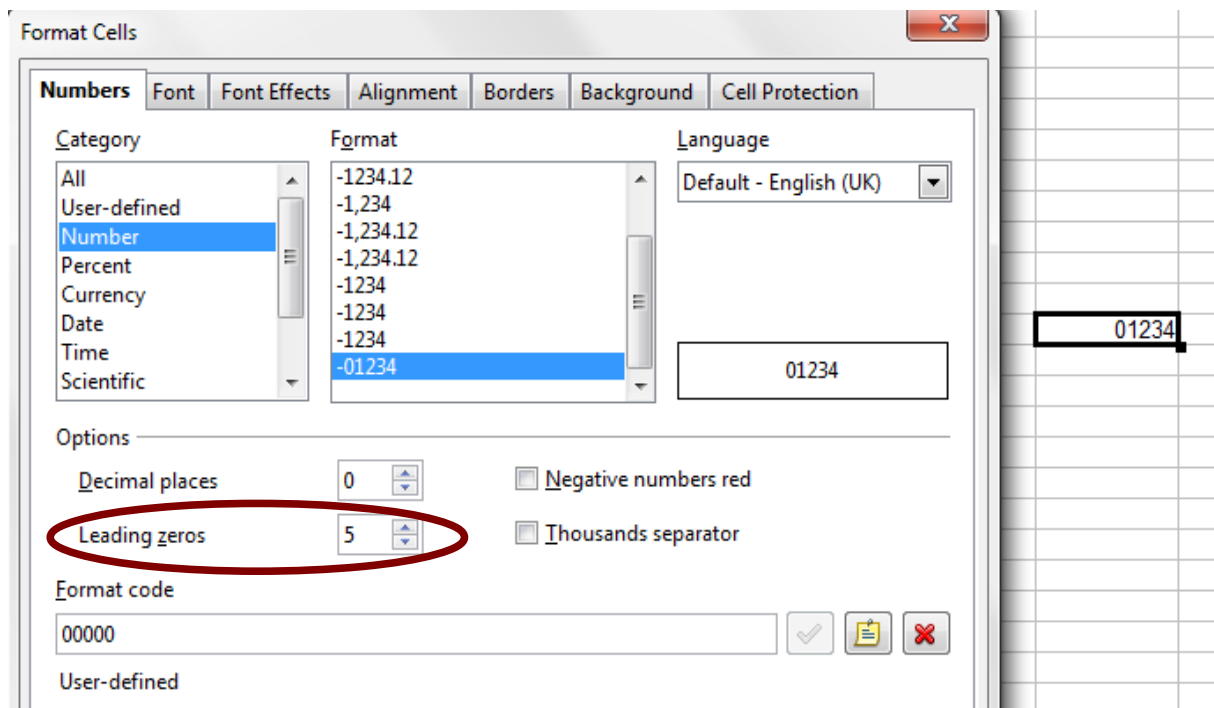 Format Cells
x
Numbers Font Font Effects Alignment Borders Background Cell Protection
Category
All
User-defined
Number
Percent
Currency
Date
Time
Scientific
Format
-1234.12
-1,234
-1,234.12
-1,234.12
-1234
-1234
-1234
-01234
Language
Default - English (UK)
01234
Options
Decimal places 0
Negative numbers red
Leading zeros 5
Thousands separator
Format code
00000
User-defined
01234